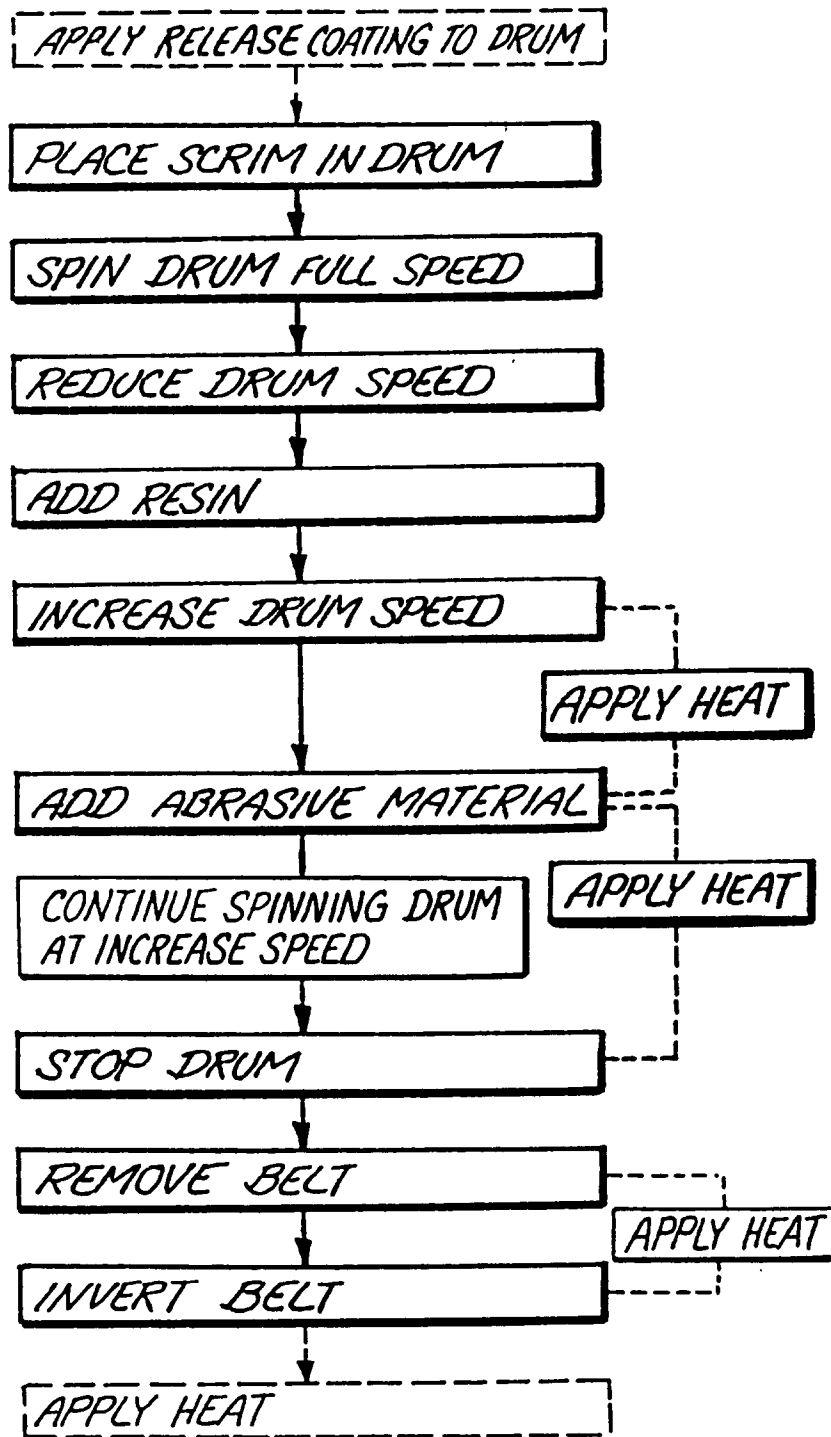 APPLY RELEASE COATING TO DRUM
PLACE SCRIM IN DRUM
SPIN DRUM FULL SPEED
REDUCE DRUM SPEED
ADD RESIN
INCREASE DRUM SPEED
APPLY HEAT
ADD ABRASIVE MATERIAL
APPLY HEAT
CONTINUE SPINNING DRUM
AT INCREASE SPEED
STOP DRUM
REMOVE BELT
APPLY HEAT
INVERT BELT
APPLY HEAT